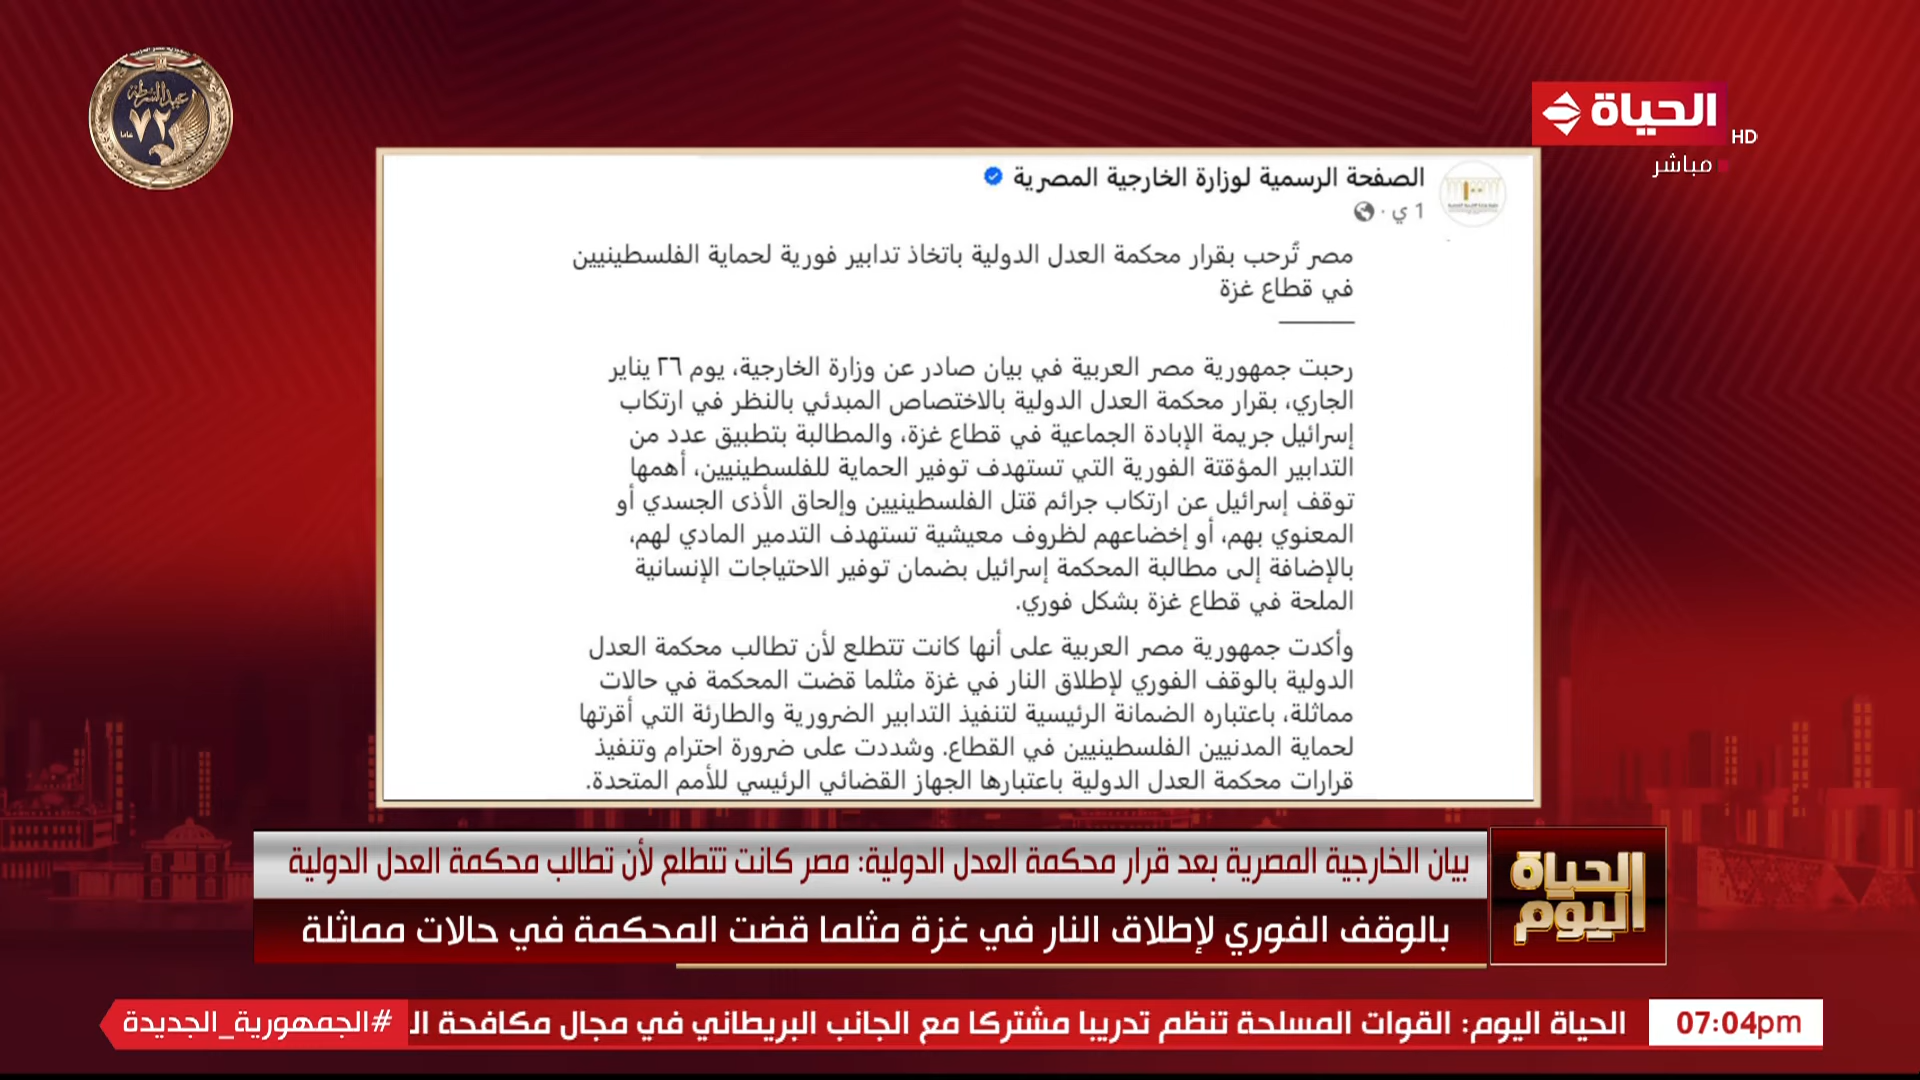 عيد الشرطة
٧٢
عاما
الحياة
HD
مباشر
الصفحة الرسمية لوزارة الخارجية المصرية
1 ي ·
مصر تُرحب بقرار محكمة العدل الدولية باتخاذ تدابير فورية لحماية الفلسطينيين
في قطاع غزة
رحبت جمهورية مصر العربية في بيان صادر عن وزارة الخارجية، يوم ٢٦ يناير
الجاري، بقرار محكمة العدل الدولية بالاختصاص المبدئي بالنظر في ارتكاب
إسرائيل جريمة الإبادة الجماعية في قطاع غزة، والمطالبة بتطبيق عدد من
التدابير المؤقتة الفورية التي تستهدف توفير الحماية للفلسطينيين، أهمها
توقف إسرائيل عن ارتكاب جرائم قتل الفلسطينيين وإلحاق الأذى الجسدي أو
المعنوي بهم، أو إخضاعهم لظروف معيشية تستهدف التدمير المادي لهم،
بالإضافة إلى مطالبة المحكمة إسرائيل بضمان توفير الاحتياجات الإنسانية
الملحة في قطاع غزة بشكل فوري.
وأكدت جمهورية مصر العربية على أنها كانت تتطلع لأن تطالب محكمة العدل
الدولية بالوقف الفوري لإطلاق النار في غزة مثلما قضت المحكمة في حالات
مماثلة، باعتباره الضمانة الرئيسية لتنفيذ التدابير الضرورية والطارئة التي أقرتها
لحماية المدنيين الفلسطينيين في القطاع. وشددت على ضرورة احترام وتنفيذ
قرارات محكمة العدل الدولية باعتبارها الجهاز القضائي الرئيسي للأمم المتحدة.
الحياة
اليوم
بيان الخارجية المصرية بعد قرار محكمة العدل الدولية: مصر كانت تتطلع لأن تطالب محكمة العدل الدولية
بالوقف الفوري لإطلاق النار في غزة مثلما قضت المحكمة في حالات مماثلة
07:04pm
الحياة اليوم: القوات المسلحة تنظم تدريبا مشتركا مع الجانب البريطاني في مجال مكافحة ال
#الجمهورية_الجديدة